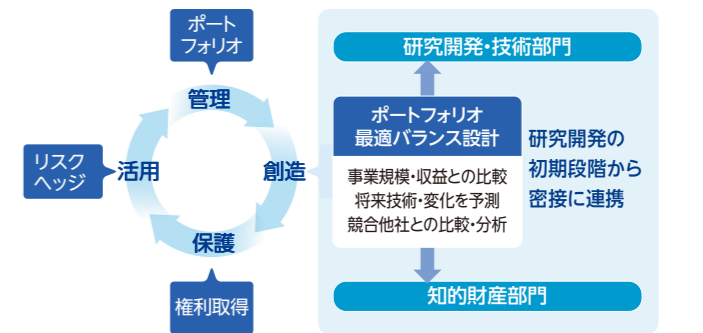 ポート
フォリオ
管理
リスク
ヘッジ
活用
創造
保護
権利取得
研究開発・技術部門
ポートフォリオ
最適バランス設計
事業規模・収益との比較
将来技術・変化を予測
競合他社との比較・分析
研究開発の
初期段階から
密接に連携
知的財産部門